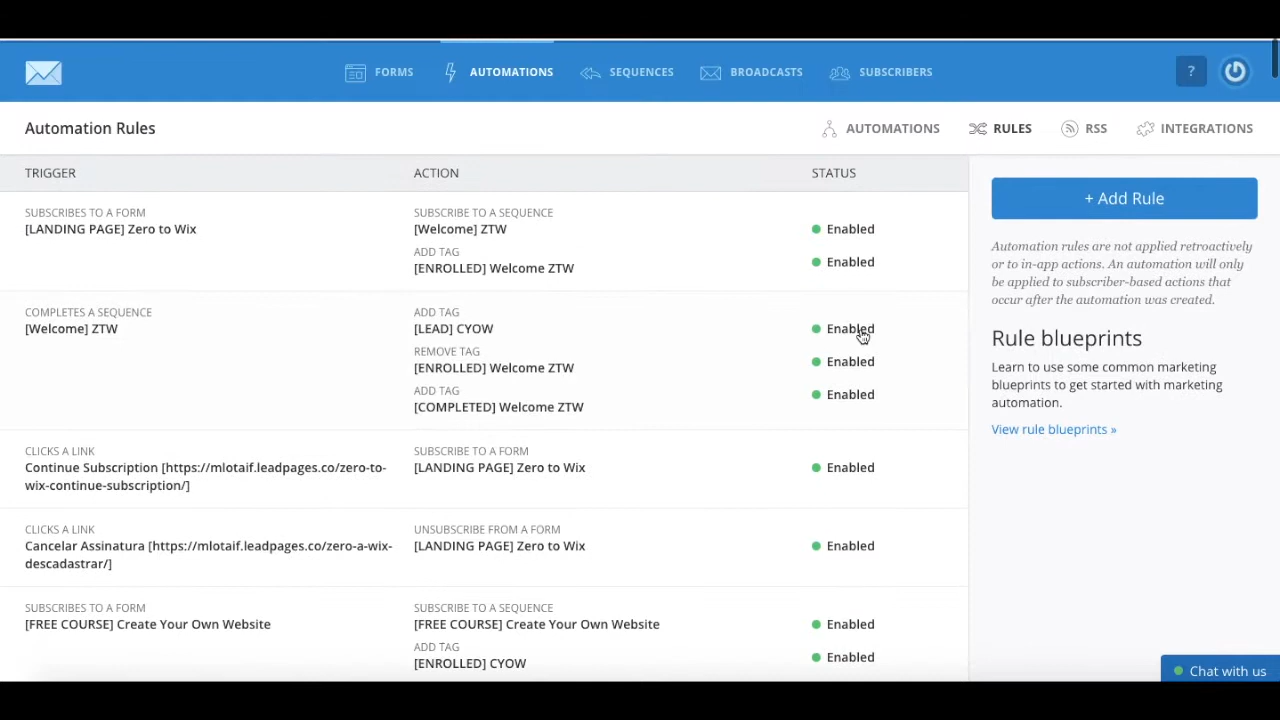 FORMS
AUTOMATIONS
SEQUENCES
BROADCASTS
SUBSCRIBERS
?
Automation Rules
AUTOMATIONS
RULES
RSS
INTEGRATIONS
TRIGGER
ACTION
STATUS
SUBSCRIBES TO A FORM
[LANDING PAGE] Zero to Wix
SUBSCRIBE TO A SEQUENCE
[Welcome] ZTW
Enabled
ADD TAG
[ENROLLED] Welcome ZTW
Enabled
COMPLETES A SEQUENCE
[Welcome] ZTW
ADD TAG
[LEAD] CYOW
Enabled
REMOVE TAG
[ENROLLED] Welcome ZTW
Enabled
ADD TAG
[COMPLETED] Welcome ZTW
Enabled
CLICKS A LINK
Continue Subscription [https://mlotaif.leadpages.co/zero-to-
wix-continue-subscription/]
SUBSCRIBE TO A FORM
[LANDING PAGE] Zero to Wix
Enabled
CLICKS A LINK
Cancelar Assinatura [https://mlotaif.leadpages.co/zero-a-wix-
descadastrar/]
UNSUBSCRIBE FROM A FORM
[LANDING PAGE] Zero to Wix
Enabled
SUBSCRIBES TO A FORM
[FREE COURSE] Create Your Own Website
SUBSCRIBE TO A SEQUENCE
[FREE COURSE] Create Your Own Website
Enabled
ADD TAG
[ENROLLED] CYOW
Enabled
+ Add Rule
Automation rules are not applied retroactively
or to in-app actions. An automation will only
be applied to subscriber-based actions that
occur after the automation was created.
Rule blueprints
Learn to use some common marketing
blueprints to get started with marketing
automation.
View rule blueprints »
Chat with us